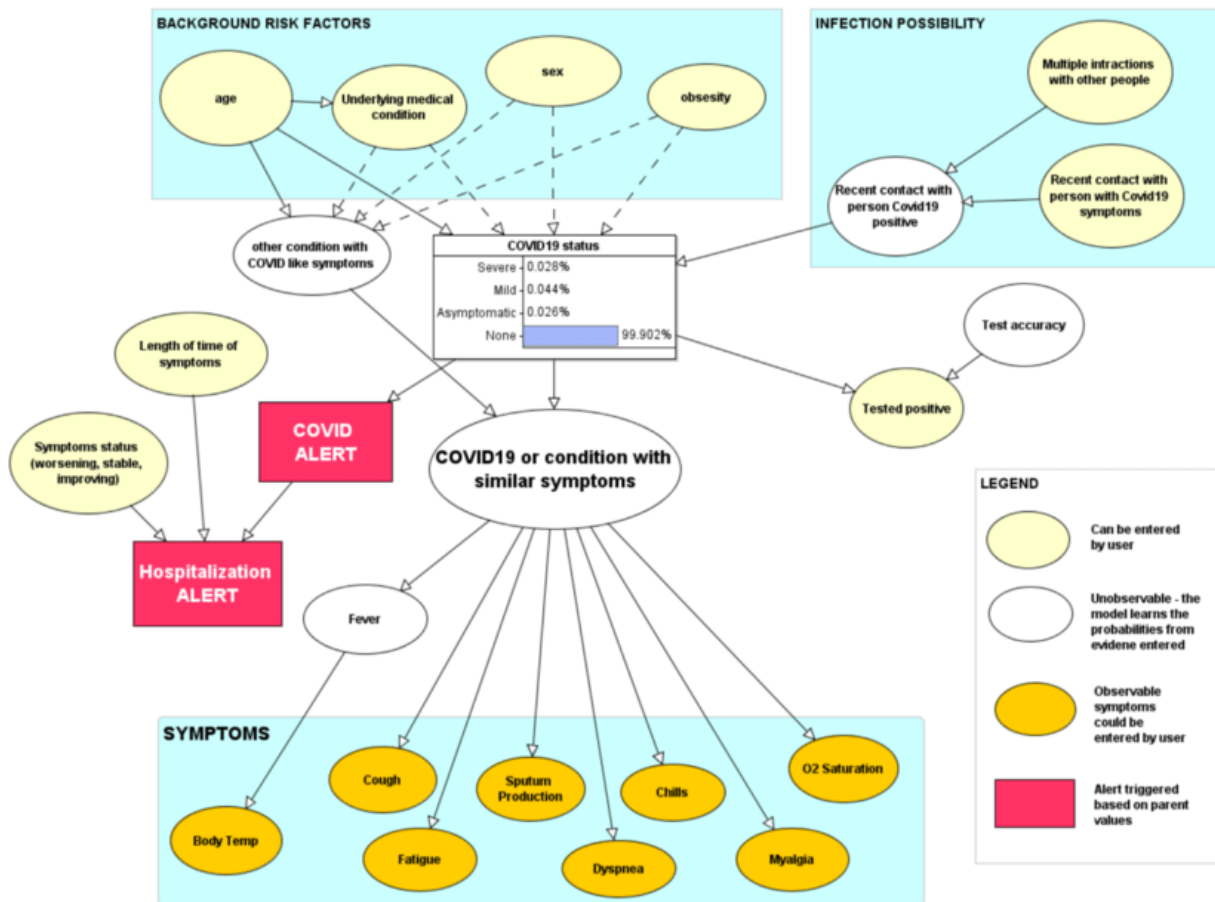 BACKGROUND RISK FACTORS
age
Underlying medical
condition
sex
obsesity
INFECTION POSSIBILITY
Multiple intractions
with other people
Recent contact with
person Covid19
positive
Recent contact with
person with Covid19
symptoms
other condition with
COVID like symptoms
COVID19 status
Severe 0.028%
Mild 0.044%
Asymptomatic 0.026%
None 99.902%
Test accuracy
Tested positive
Length of time of
symptoms
Symptoms status
(worsening, stable,
improving)
COVID
ALERT
Hospitalization
ALERT
COVID19 or condition with
similar symptoms
Fever
SYMPTOMS
Body Temp
Cough
Fatigue
Sputum
Production
Dyspnea
Chills
Myalgia
O2 Saturation
LEGEND
Can be entered
by user
Unobservable - the
model learns the
probabilities from
evidene entered
Observable
symptoms
could be
entered by user
Alert triggered
based on parent
values